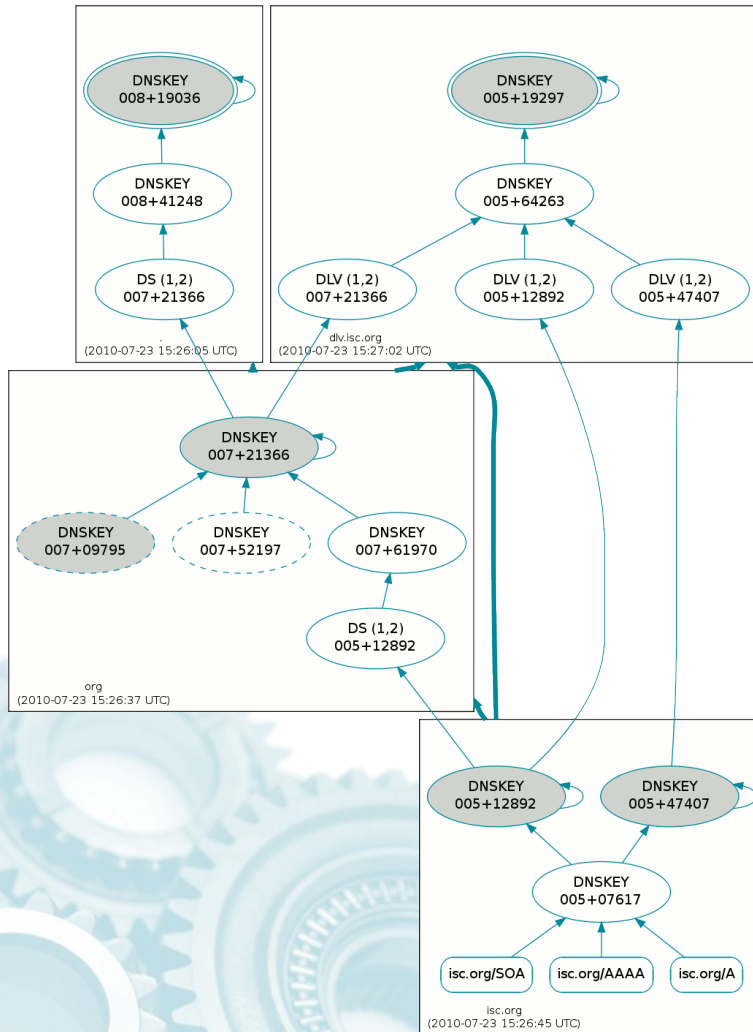 DNSKEY
008+19036
DNSKEY
008+41248
DS (1,2)
007+21366
.
(2010-07-23 15:26:05 UTC)
DNSKEY
005+19297
DNSKEY
005+64263
DLV (1,2)
007+21366
DLV (1,2)
005+12892
DLV (1,2)
005+47407
dlv.isc.org
(2010-07-23 15:27:02 UTC)
DNSKEY
007+21366
DNSKEY
007+09795
DNSKEY
007+52197
DNSKEY
007+61970
DS (1,2)
005+12892
org
(2010-07-23 15:26:37 UTC)
DNSKEY
005+12892
DNSKEY
005+47407
DNSKEY
005+07617
isc.org/SOA
isc.org/AAAA
isc.org/A
isc.org
(2010-07-23 15:26:45 UTC)